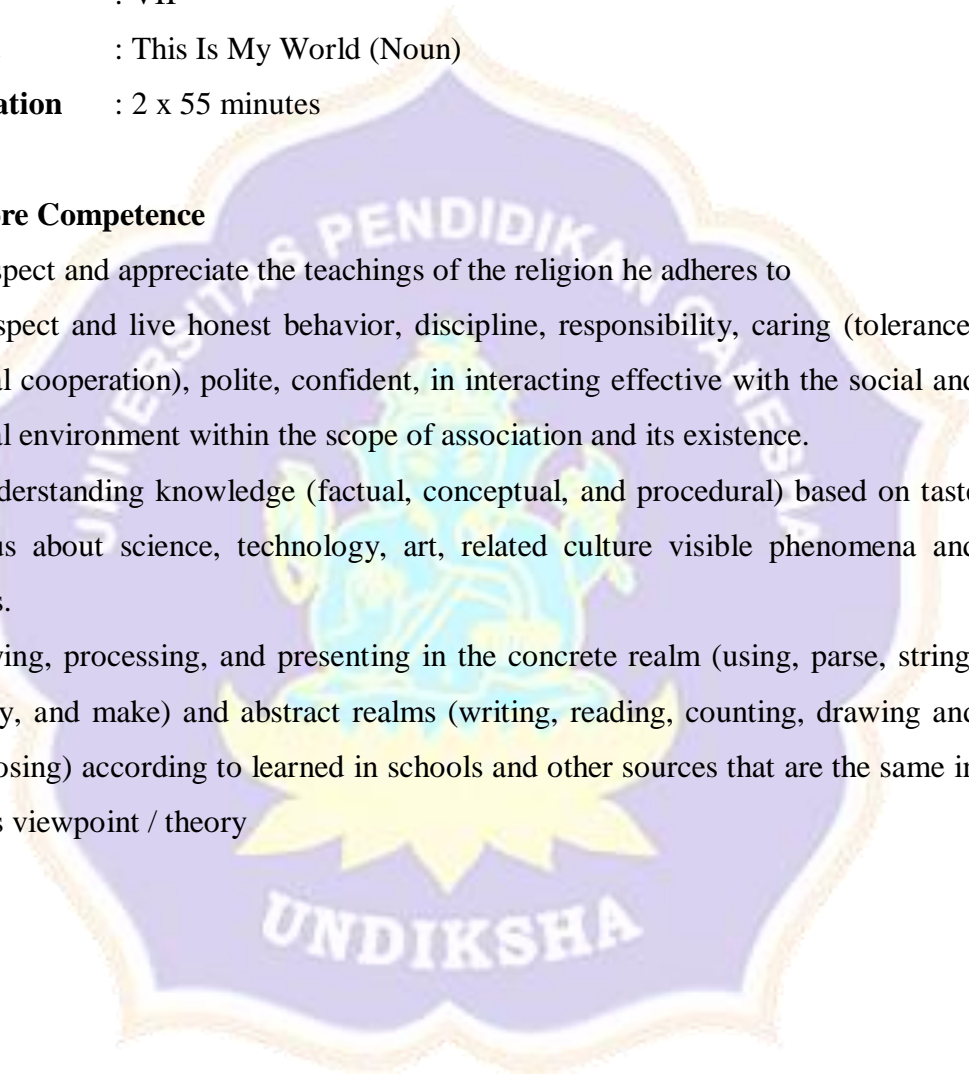 : VII
: This Is My World (Noun)
ation : 2 x 55 minutes
ore Competence
spect and appreciate the teachings of the religion he adheres to
spect and live honest behavior, discipline, responsibility, caring (tolerance,
al cooperation), polite, confident, in interacting effective with the social and
al environment within the scope of association and its existence.
derstanding knowledge (factual, conceptual, and procedural) based on taste
us about science, technology, art, related culture visible phenomena and
s.
ving, processing, and presenting in the concrete realm (using, parse, string,
y, and make) and abstract realms (writing, reading, counting, drawing and
osing) according to learned in schools and other sources that are the same in
s viewpoint / theory
UNIVERSITAS PENDIDIKAN GANESHA
UNDIKSHA